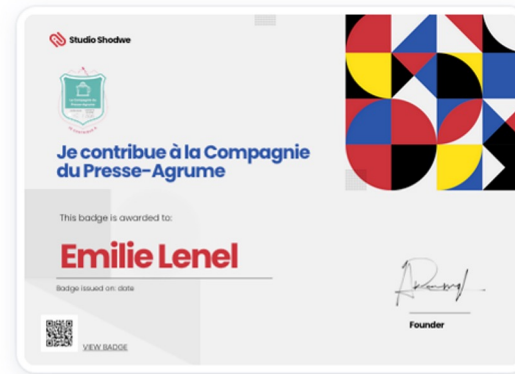 Studio Shodwe
Je contribue à la Compagnie
du Presse-Agrume
This badge is awarded to:
Emilie Lenel
Badge issued on: date
Founder
VIEW BADGE